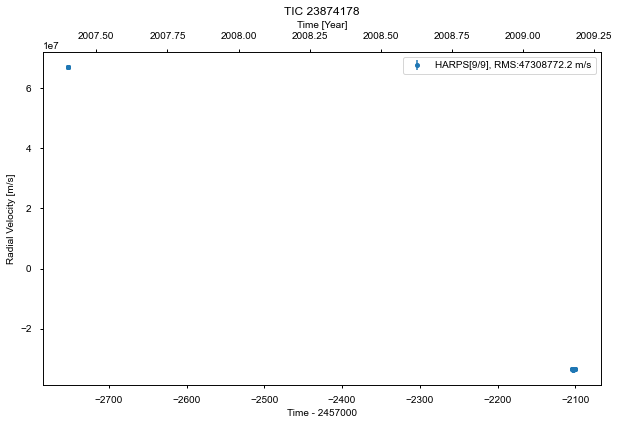 TIC 23874178
Time [Year]
2007.50 2007.75 2008.00 2008.25 2008.50 2008.75 2009.00 2009.25
1e7
HARPS[9/9], RMS:47308772.2 m/s
6
4
2
0
−2
Radial Velocity [m/s]
−2700 −2600 −2500 −2400 −2300 −2200 −2100
Time - 2457000